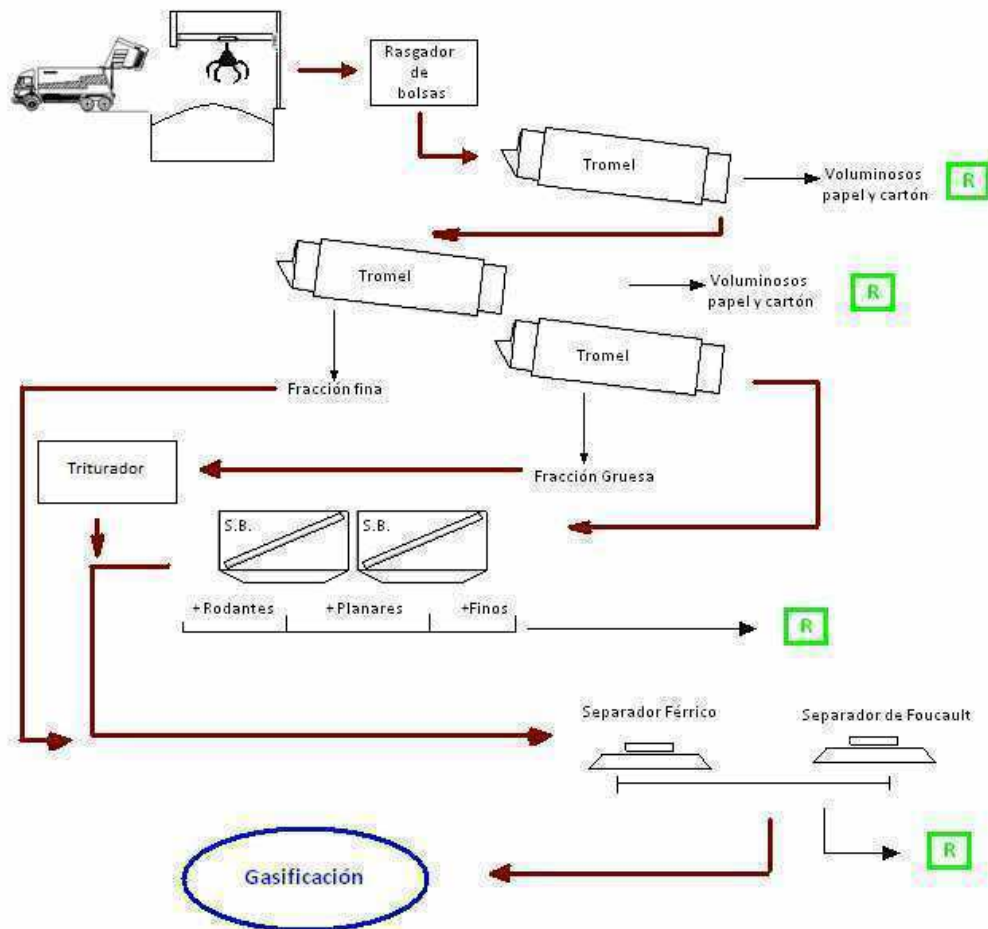 Rasgador
de
bolsas
Tromel
Voluminosos
papel y cartón
R
Tromel
Voluminosos
papel y cartón
R
Tromel
Fracción fina
Triturador
Fracción Gruesa
S.B.
S.B.
+Rodantes
+Planares
+Finos
R
Separador Férrico
Separador de Foucault
R
Gasificación